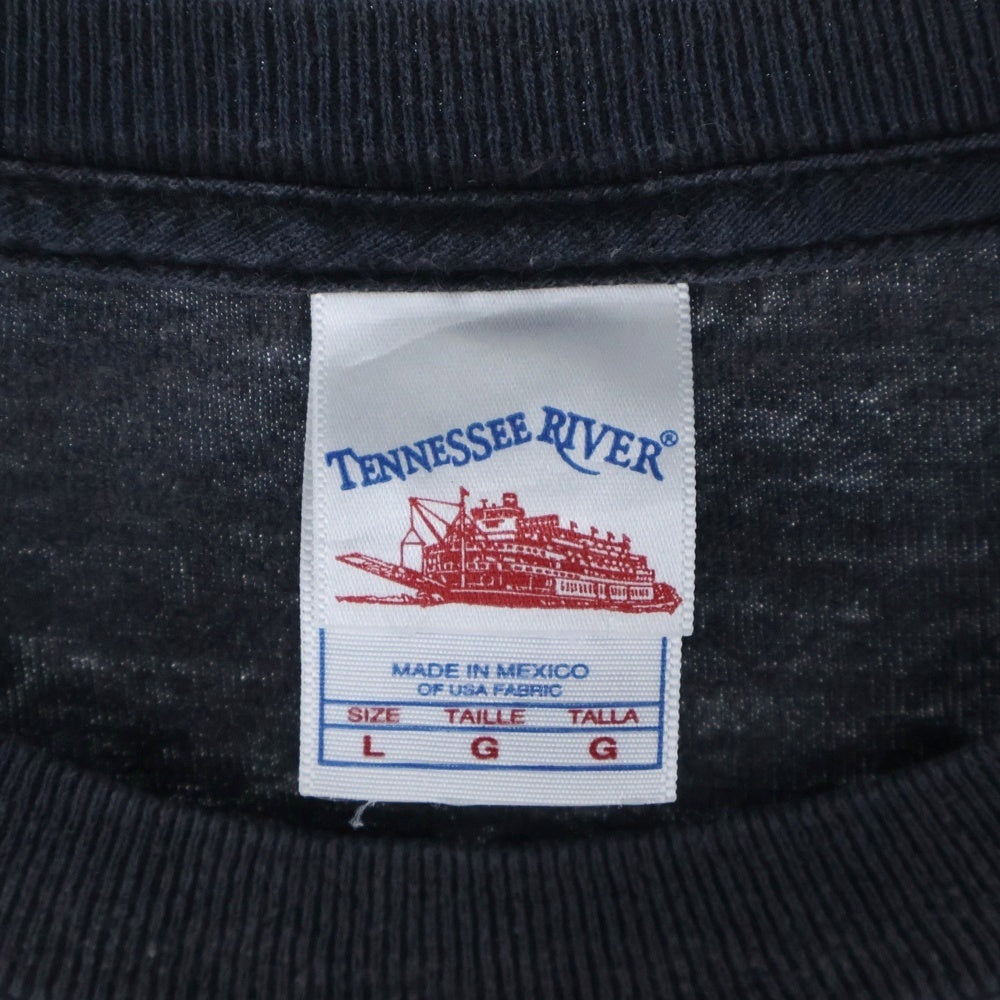 TENNESSEE RIVER®
MADE IN MEXICO
OF USA FABRIC
SIZE TAILLE TALLA
L G G